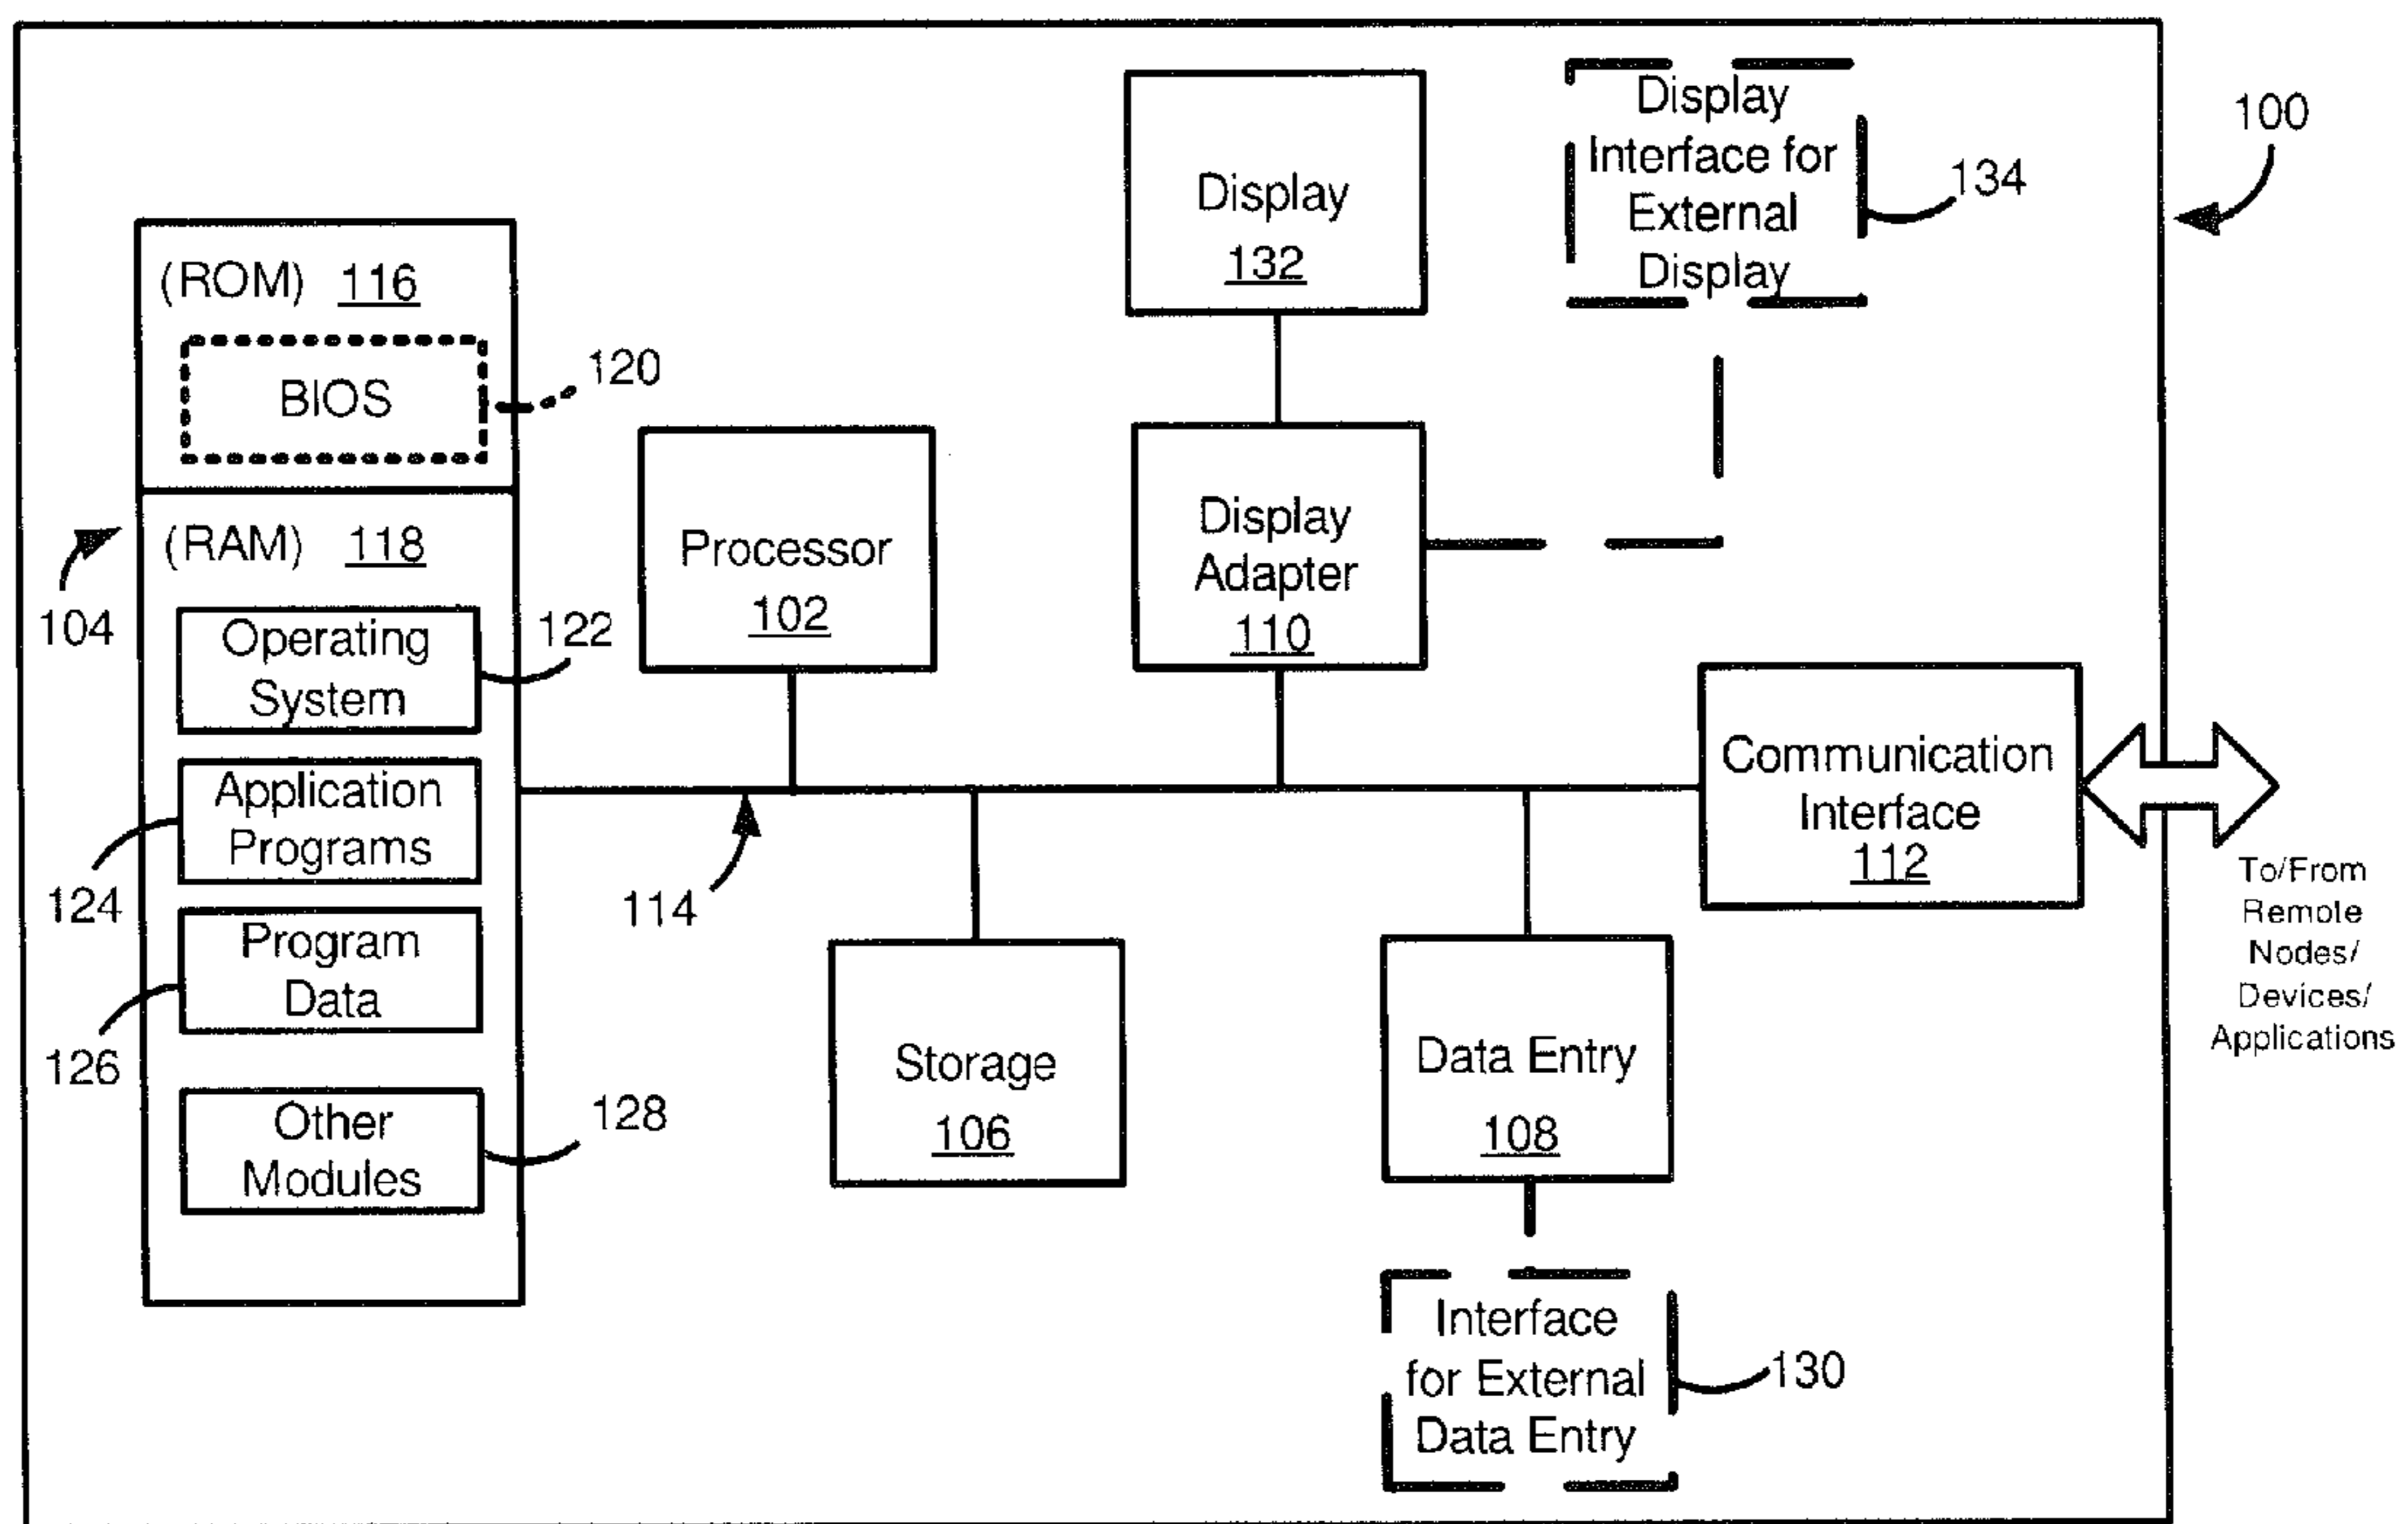 100
Display
Interface for
External
Display
134
Display
132
(ROM) 116
BIOS
120
104
(RAM) 118
Operating
System
122
Application
Programs
124
Program
Data
126
Other
Modules
128
Processor
102
Display
Adapter
110
114
Communication
Interface
112
To/From
Remote
Nodes/
Devices/
Applications
Storage
106
Data Entry
108
Interface
for External
Data Entry
130